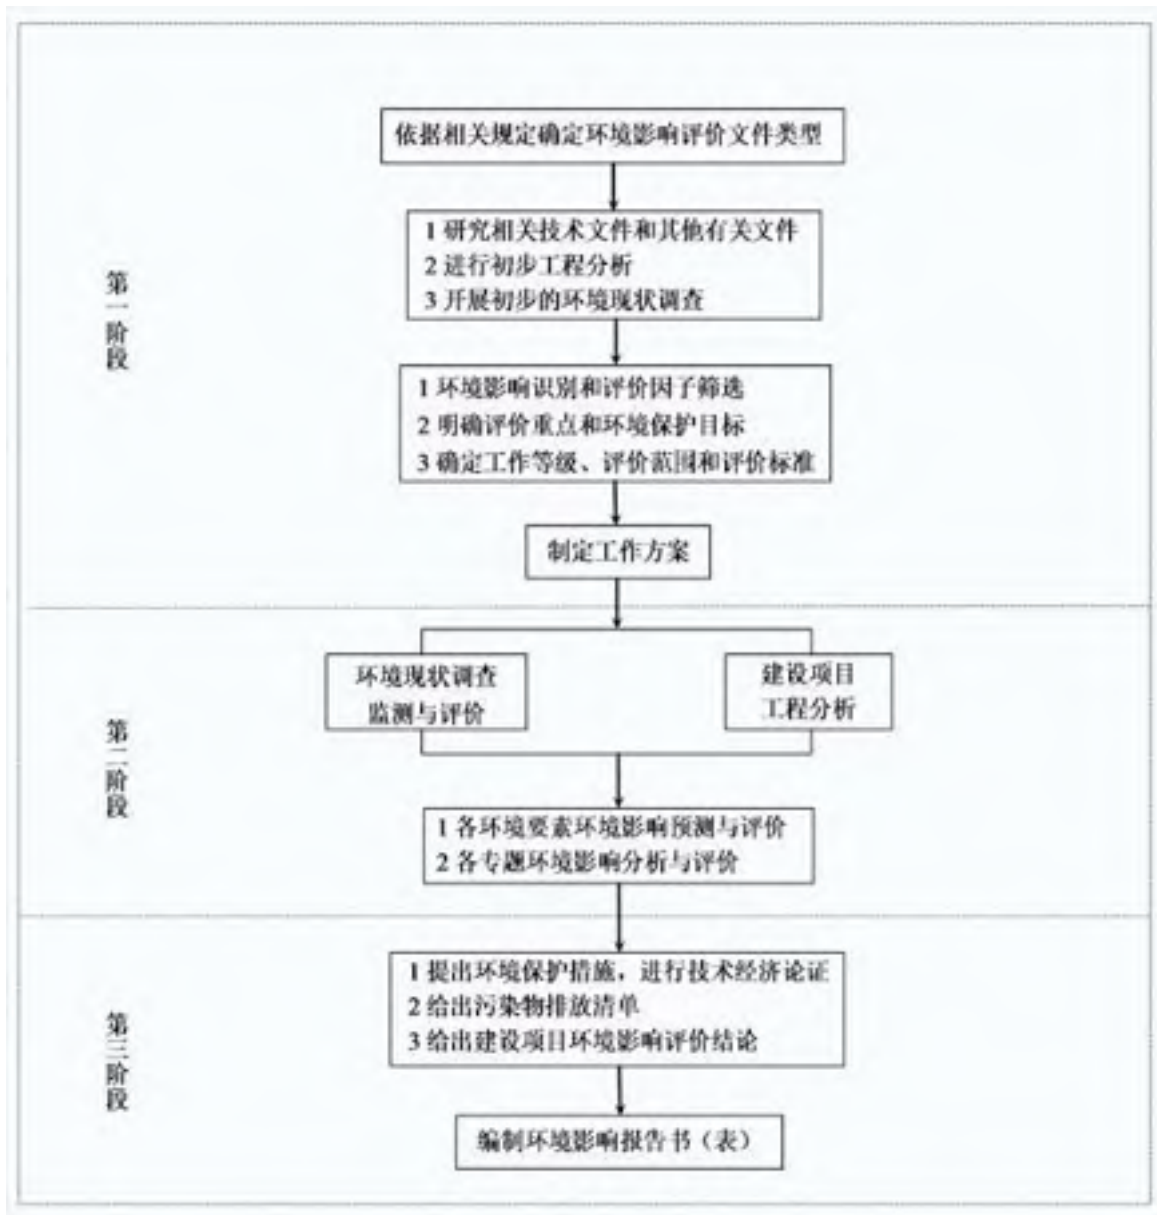 依据相关规定确定环境影响评价文件类型
1 研究相关技术文件和其他有关文件
2 进行初步工程分析
3 开展初步的环境现状调查
第一阶段
1 环境影响识别和评价因子筛选
2 明确评价重点和环境保护目标
3 确定工作等级、评价范围和评价标准
制定工作方案
环境现状调查
监测与评价
建设项目
工程分析
第二阶段
1 各环境要素环境影响预测与评价
2 各专题环境影响分析与评价
1 提出环境保护措施，进行技术经济论证
2 给出污染物排放清单
3 给出建设项目环境影响评价结论
第三阶段
编制环境影响报告书（表）